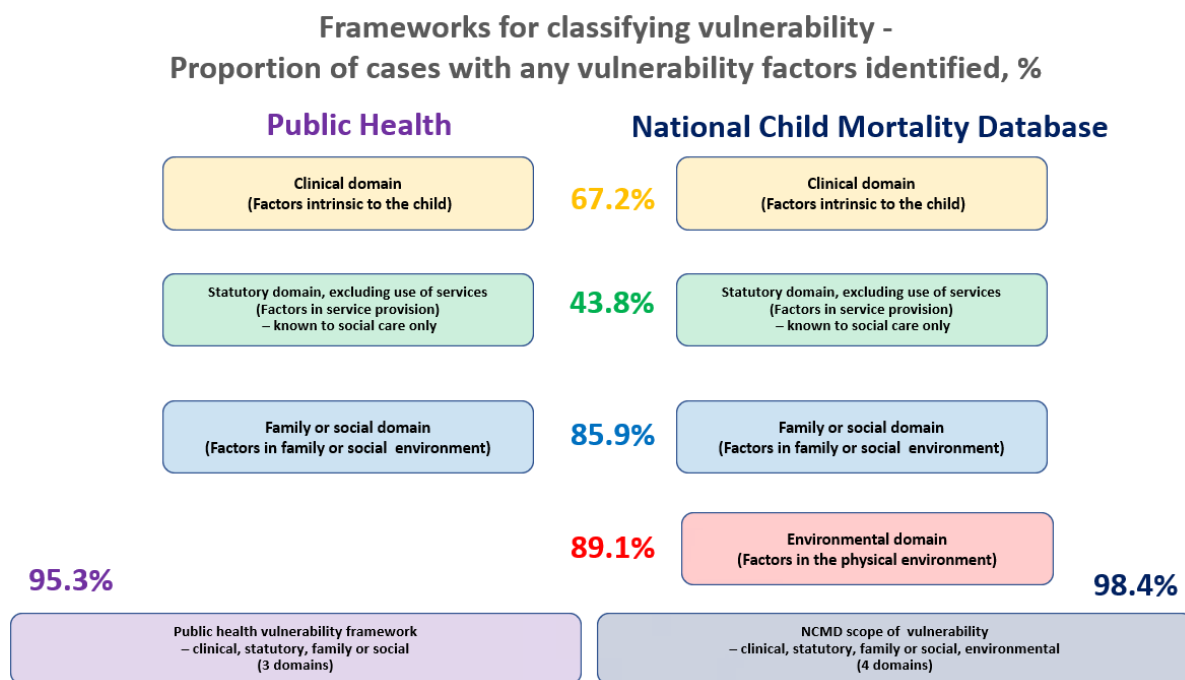 Frameworks for classifying vulnerability -
Proportion of cases with any vulnerability factors identified, %
Public Health
National Child Mortality Database
Clinical domain
(Factors intrinsic to the child)
67.2%
Clinical domain
(Factors intrinsic to the child)
Statutory domain, excluding use of services
(Factors in service provision)
– known to social care only
43.8%
Statutory domain, excluding use of services
(Factors in service provision)
– known to social care only
Family or social domain
(Factors in family or social environment)
85.9%
Family or social domain
(Factors in family or social environment)
89.1%
Environmental domain
(Factors in the physical environment)
95.3%
98.4%
Public health vulnerability framework
– clinical, statutory, family or social
(3 domains)
NCMD scope of vulnerability
– clinical, statutory, family or social, environmental
(4 domains)